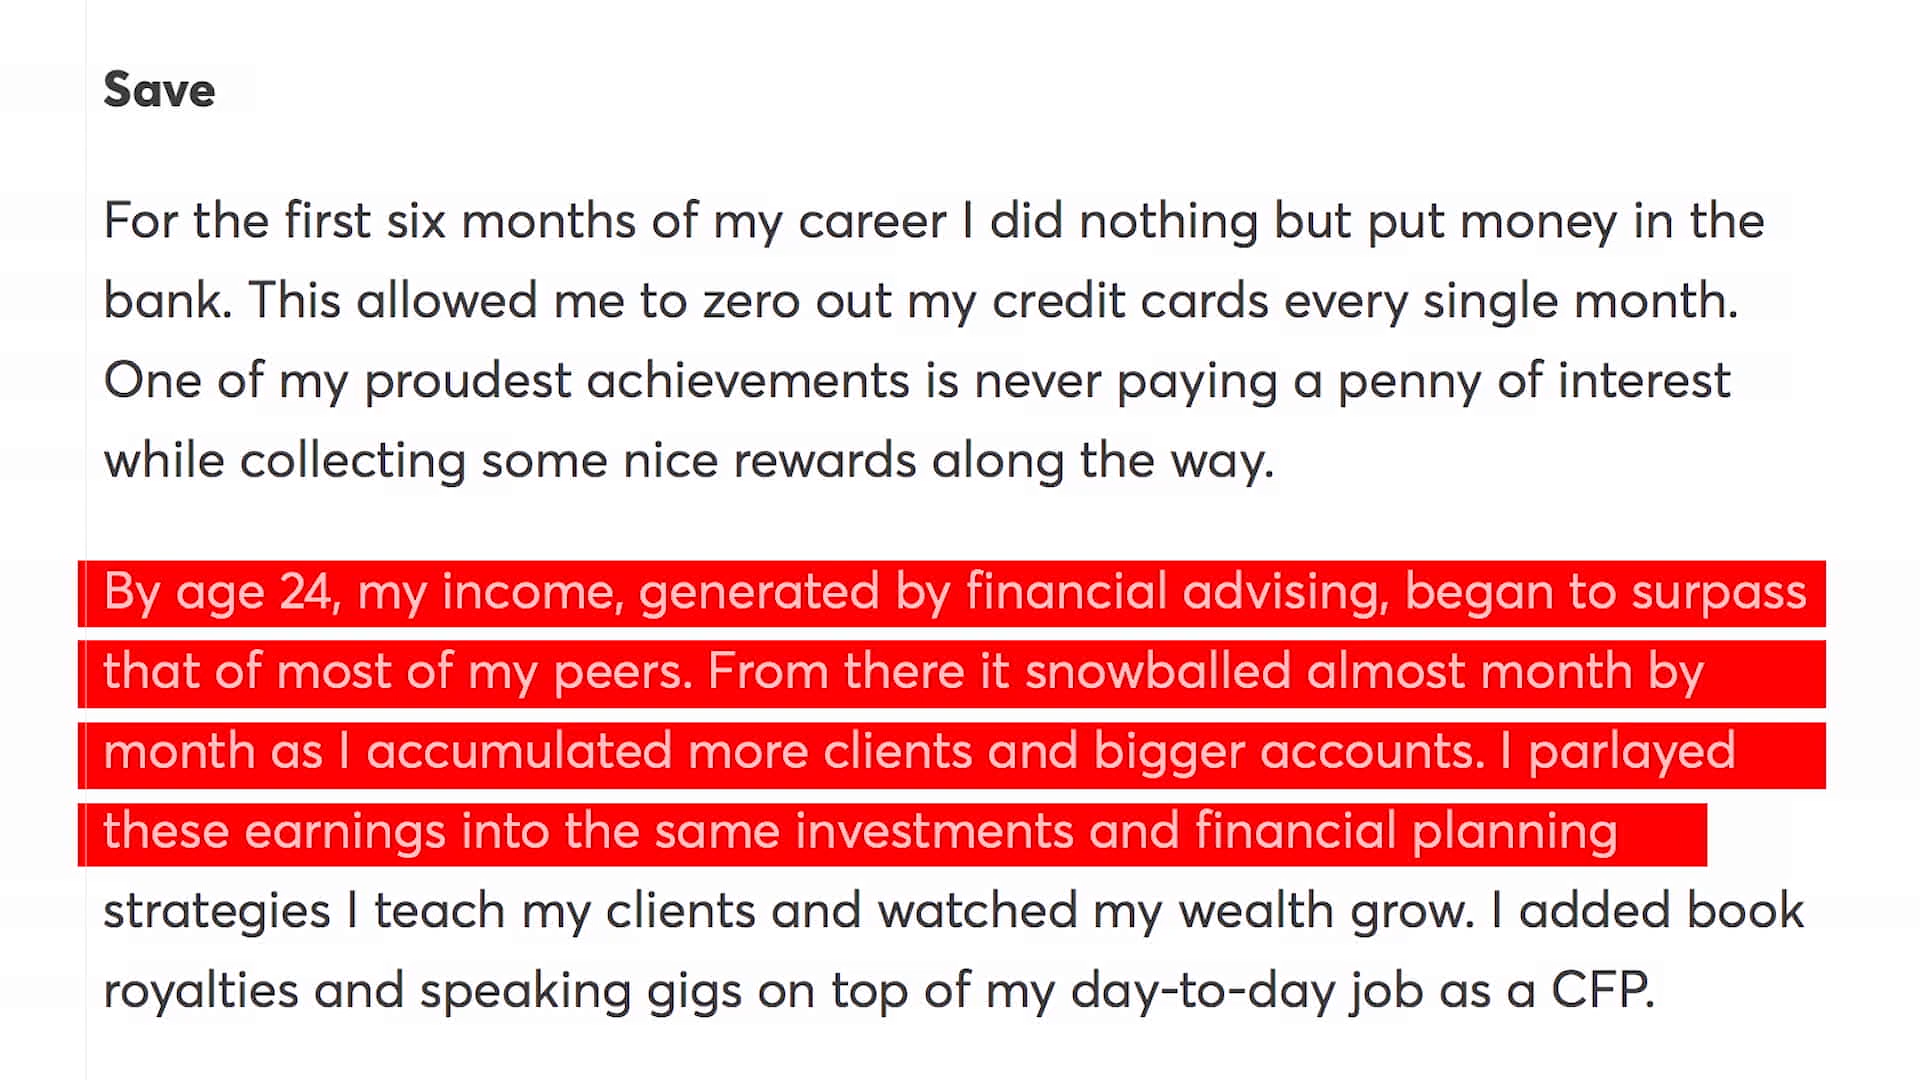 Save
For the first six months of my career I did nothing but put money in the
bank. This allowed me to zero out my credit cards every single month.
One of my proudest achievements is never paying a penny of interest
while collecting some nice rewards along the way.
By age 24, my income, generated by financial advising, began to surpass
that of most of my peers. From there it snowballed almost month by
month as I accumulated more clients and bigger accounts. I parlayed
these earnings into the same investments and financial planning
strategies I teach my clients and watched my wealth grow. I added book
royalties and speaking gigs on top of my day-to-day job as a CFP.